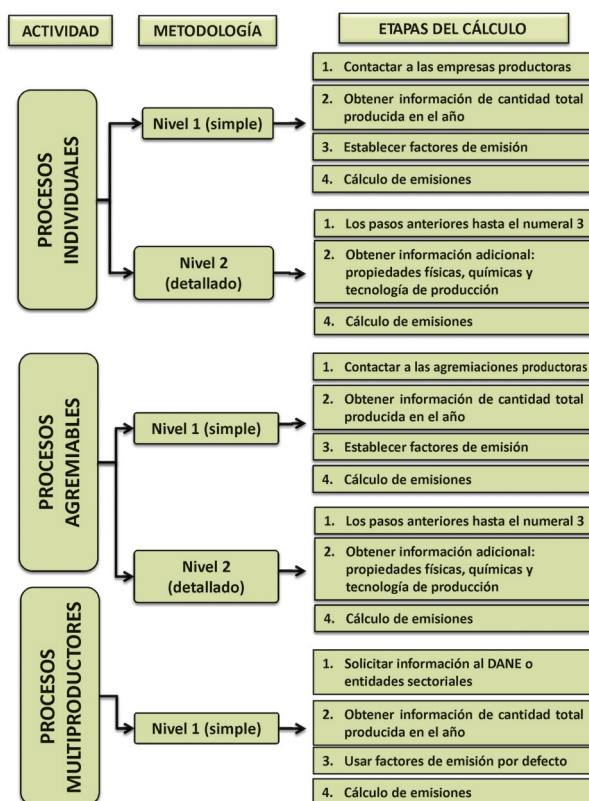 ACTIVIDAD
METODOLOGÍA
ETAPAS DEL CÁLCULO
PROCESOS
INDIVIDUALES
Nivel 1 (simple)
1. Contactar a las empresas productoras
2. Obtener información de cantidad total
producida en el año
3. Establecer factores de emisión
4. Cálculo de emisiones
Nivel 2
(detallado)
1. Los pasos anteriores hasta el numeral 3
2. Obtener información adicional:
propiedades físicas, químicas y
tecnología de producción
4. Cálculo de emisiones
PROCESOS
AGREMIABLES
Nivel 1 (simple)
1. Contactar a las agremiaciones productoras
2. Obtener información de cantidad total
producida en el año
3. Establecer factores de emisión
4. Cálculo de emisiones
Nivel 2
(detallado)
1. Los pasos anteriores hasta el numeral 3
2. Obtener información adicional:
propiedades físicas, químicas y
tecnología de producción
4. Cálculo de emisiones
PROCESOS
MULTIPRODUCTORES
Nivel 1 (simple)
1. Solicitar información al DANE o
entidades sectoriales
2. Obtener información de cantidad total
producida en el año
3. Usar factores de emisión por defecto
4. Cálculo de emisiones